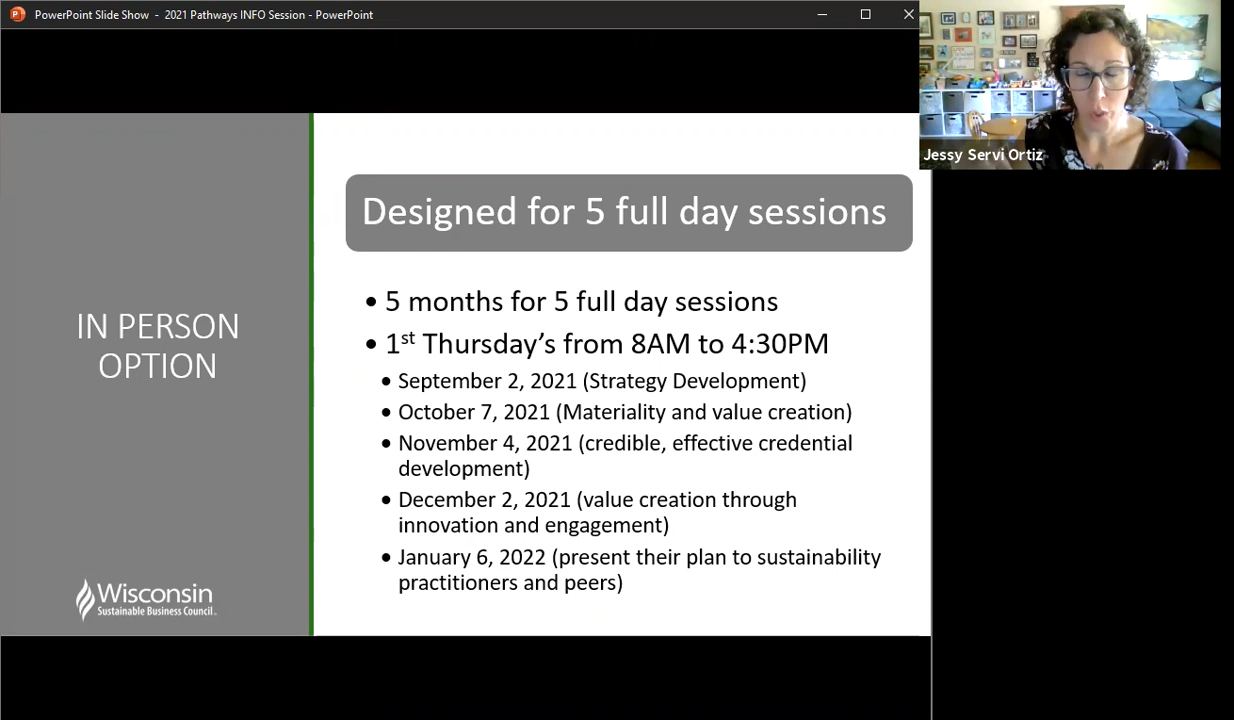 PowerPoint Slide Show - 2021 Pathways INFO Session - PowerPoint
Jessy Servi Ortiz
IN PERSON
OPTION
Wisconsin
Sustainable Business Council
Designed for 5 full day sessions
• 5 months for 5 full day sessions
• 1st Thursday's from 8AM to 4:30PM
• September 2, 2021 (Strategy Development)
• October 7, 2021 (Materiality and value creation)
• November 4, 2021 (credible, effective credential
development)
• December 2, 2021 (value creation through
innovation and engagement)
• January 6, 2022 (present their plan to sustainability
practitioners and peers)